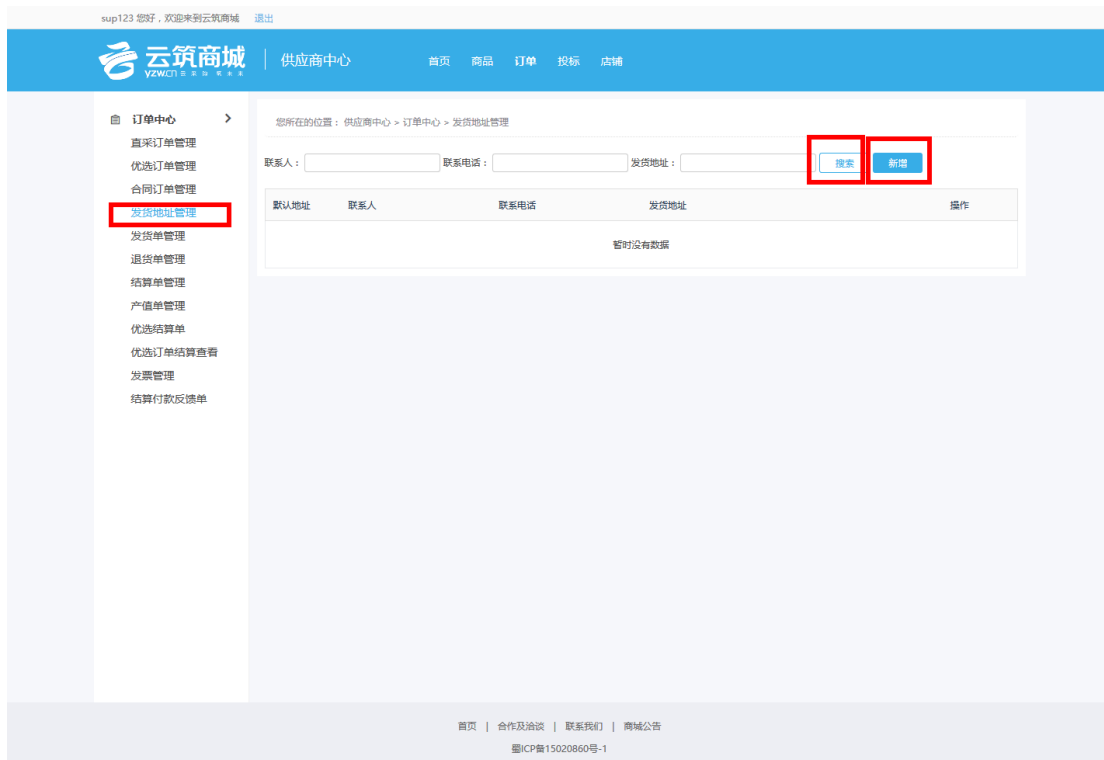 sup123 您好，欢迎来到云筑商城 退出
云筑商城 供应商中心 首页 商品 订单 投标 店铺
yzw.cn
订单中心
直采订单管理
优选订单管理
合同订单管理
发货地址管理
发货单管理
退货单管理
结算单管理
产值单管理
优选结算单
优选订单结算查看
发票管理
结算付款反馈单
您所在的位置：供应商中心 > 订单中心 > 发货地址管理
联系人： 联系电话： 发货地址： 搜索 新增
默认地址 联系人 联系电话 发货地址 操作
暂时没有数据
首页 | 合作及洽谈 | 联系我们 | 商城公告
蜀ICP备15020860号-1